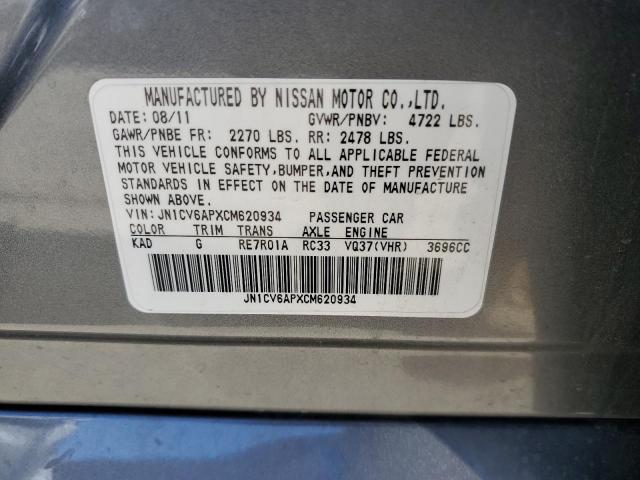 MANUFACTURED BY NISSAN MOTOR CO.,LTD.
DATE: 08/11 GVWR/PNBV: 4722 LBS.
GAWR/PNBE FR: 2270 LBS. RR: 2478 LBS.
THIS VEHICLE CONFORMS TO ALL APPLICABLE FEDERAL
MOTOR VEHICLE SAFETY,BUMPER,AND THEFT PREVENTION
STANDARDS IN EFFECT ON THE DATE OF MANUFACTURE
SHOWN ABOVE.
VIN: JN1CV6APXCM620934 PASSENGER CAR
COLOR TRIM TRANS AXLE ENGINE
KAD G RE7R01A RC33 VQ37(VHR) 3696CC
JN1CV6APXCM620934